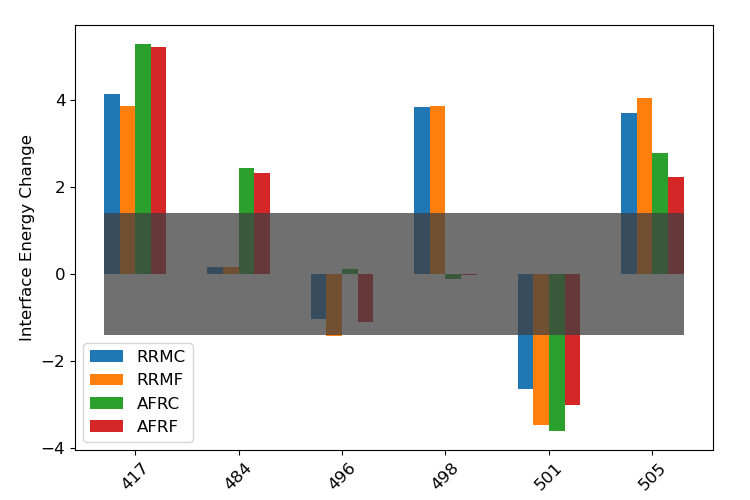 Interface Energy Change
4
2
0
−2
−4
RRMC
RRMF
AFRC
AFRF
417
484
496
498
501
505